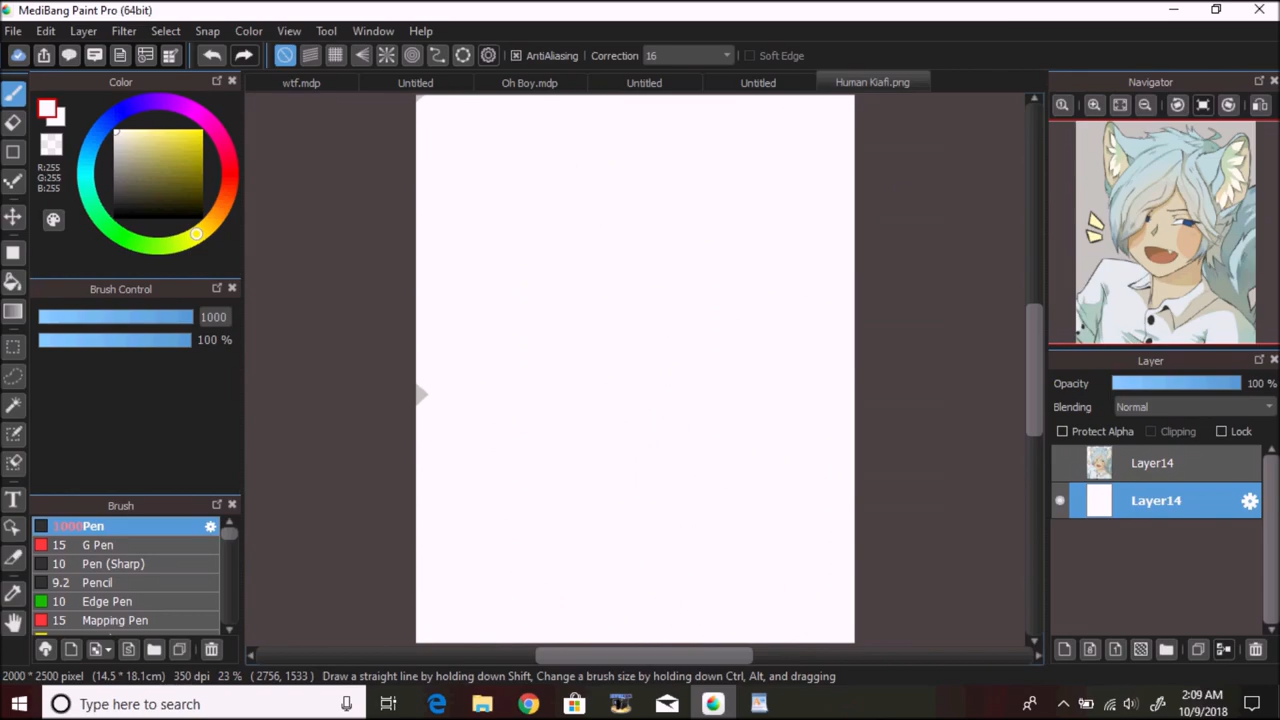 MediBang Paint Pro (64bit)
File Edit Layer Filter Select Snap Color View Tool Window Help
AntiAliasing Correction 16 Soft Edge
Color wtf.mdp Untitled Oh Boy.mdp Untitled Untitled Human Kiafi.png Navigator
R:255
G:255
B:255
Brush Control
1000
100 %
Layer
Opacity 100 %
Blending Normal
Protect Alpha Clipping Lock
Layer14
Layer14
Brush
1000 Pen
15 G Pen
10 Pen (Sharp)
9.2 Pencil
10 Edge Pen
15 Mapping Pen
2000 * 2500 pixel (14.5 * 18.1cm) 350 dpi 23 % ( 2756, 1533 ) Draw a straight line by holding down Shift, Change a brush size by holding down Ctrl, Alt, and dragging
Type here to search
2:09 AM
10/9/2018